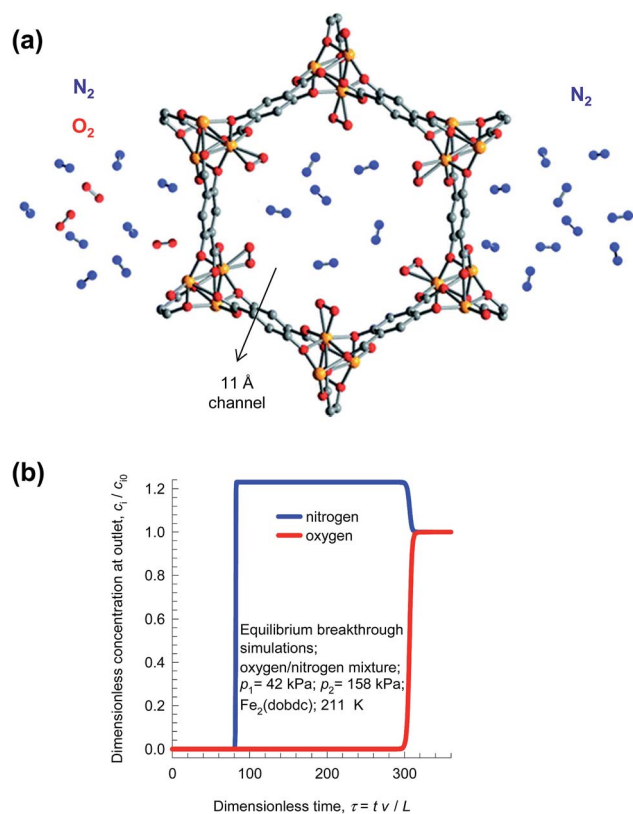 (a)
N₂
O₂
N₂
11 Å
channel
(b)
Dimensionless concentration at outlet, cᵢ / cᵢ₀
1.2
1.0
0.8
0.6
0.4
0.2
0.0
nitrogen
oxygen
Equilibrium breakthrough
simulations;
oxygen/nitrogen mixture;
p₁= 42 kPa; p₂= 158 kPa;
Fe₂(dobdc); 211 K
0
100
200
300
Dimensionless time, τ = t v / L